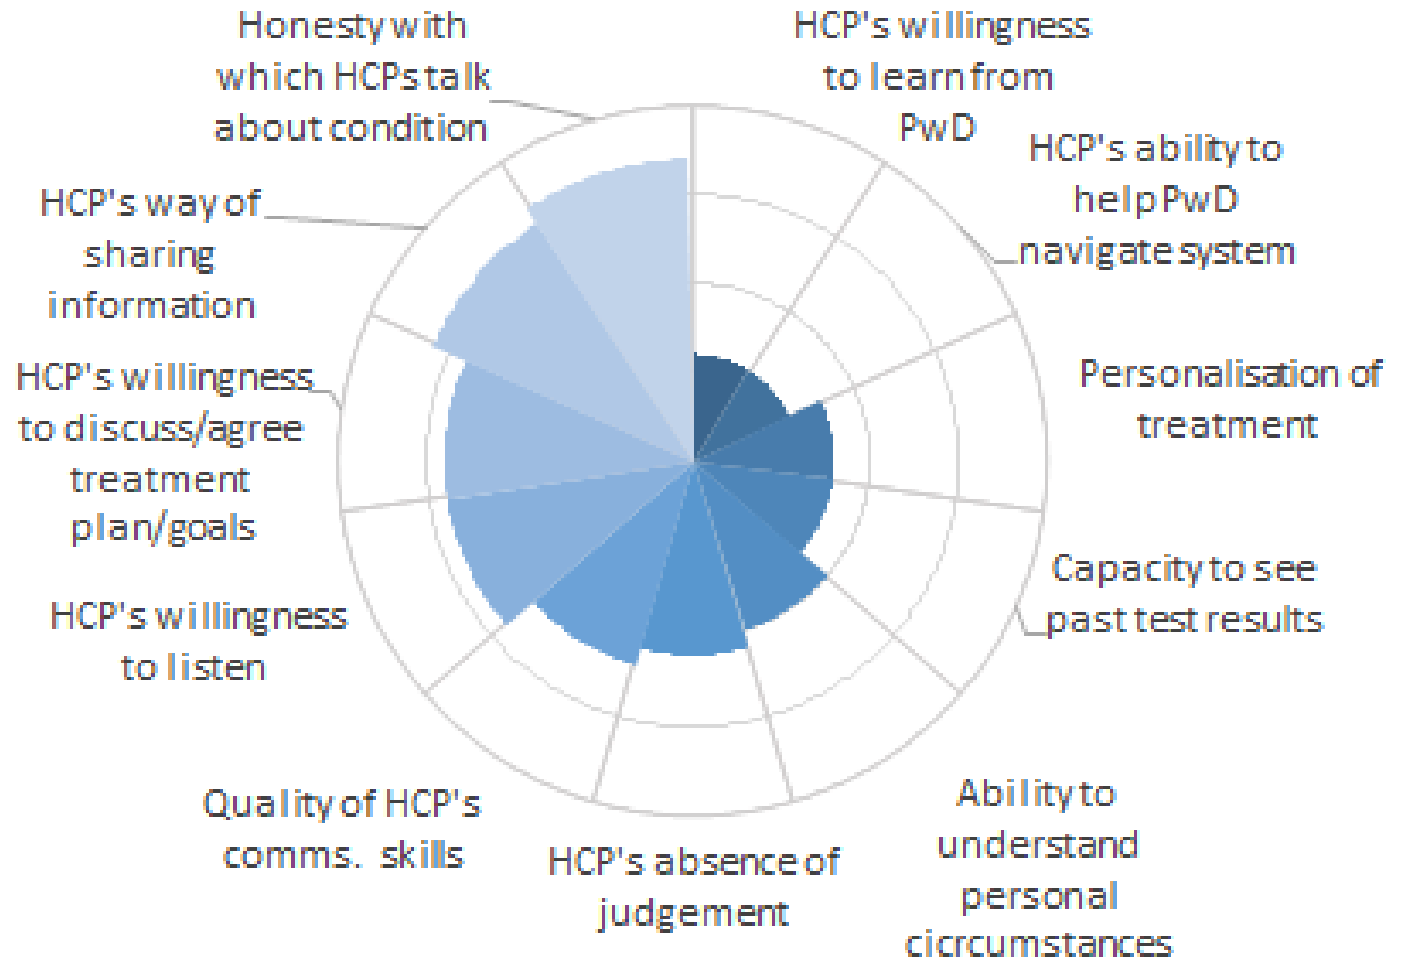 Honesty with
which HCPs talk
about condition
HCP's willingness
to learn from
PwD
HCP's ability to
help PwD
navigate system
Personalisation of
treatment
Capacity to see
past test results
Ability to
understand
personal
cicrcumstances
HCP's absence of
judgement
Quality of HCP's
comms. skills
HCP's willingness
to listen
HCP's willingness
to discuss/agree
treatment
plan/goals
HCP's way of
sharing
information